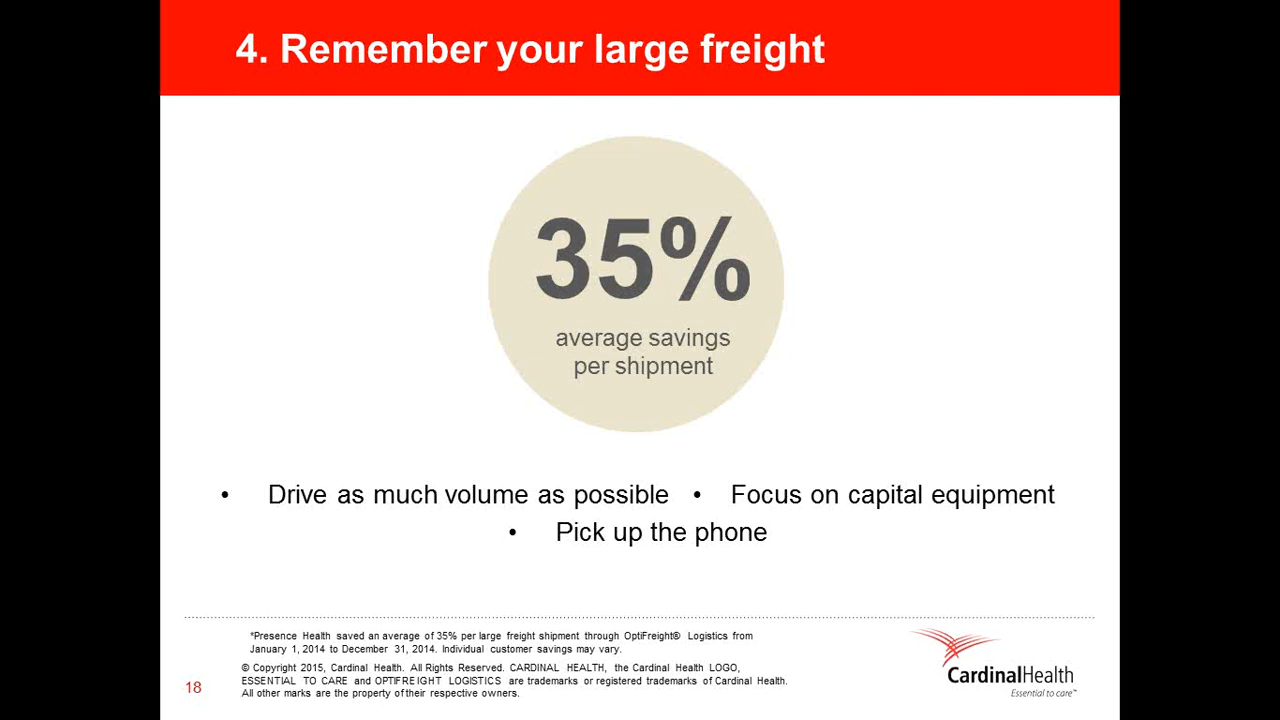 4. Remember your large freight
35%
average savings
per shipment
• Drive as much volume as possible • Focus on capital equipment
• Pick up the phone
*Presence Health saved an average of 35% per large freight shipment through OptiFreight® Logistics from
January 1, 2014 to December 31, 2014. Individual customer savings may vary.
© Copyright 2015, Cardinal Health. All Rights Reserved. CARDINAL HEALTH, the Cardinal Health LOGO,
ESSENTIAL TO CARE and OPTIFREIGHT LOGISTICS are trademarks or registered trademarks of Cardinal Health.
All other marks are the property of their respective owners.
18
CardinalHealth
Essential to care™